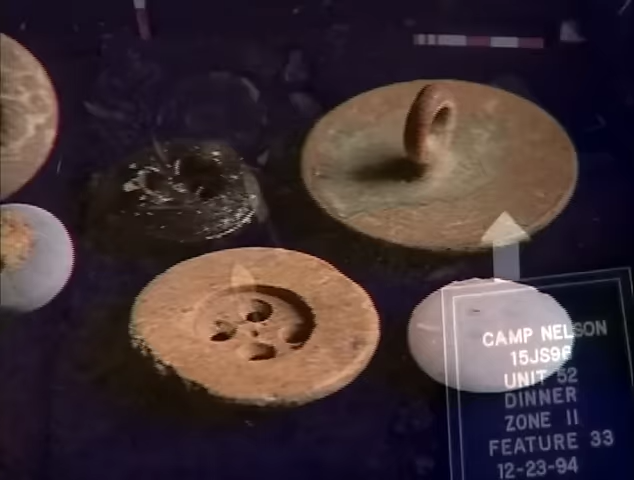 CAMP NELSON
15JS96
UNIT 52
DINNER
ZONE II
FEATURE 33
12-23-94